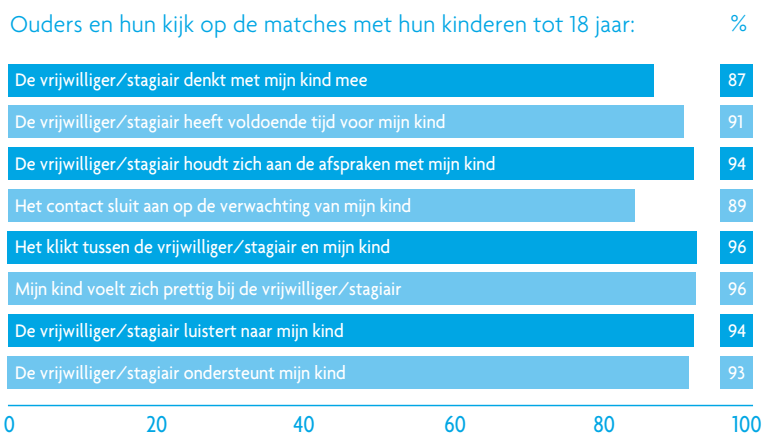 Ouders en hun kijk op de matches met hun kinderen tot 18 jaar: %
De vrijwilliger/stagiair denkt met mijn kind mee 87
De vrijwilliger/stagiair heeft voldoende tijd voor mijn kind 91
De vrijwilliger/stagiair houdt zich aan de afspraken met mijn kind 94
Het contact sluit aan op de verwachting van mijn kind 89
Het klikt tussen de vrijwilliger/stagiair en mijn kind 96
Mijn kind voelt zich prettig bij de vrijwilliger/stagiair 96
De vrijwilliger/stagiair luistert naar mijn kind 94
De vrijwilliger/stagiair ondersteunt mijn kind 93
0 20 40 60 80 100